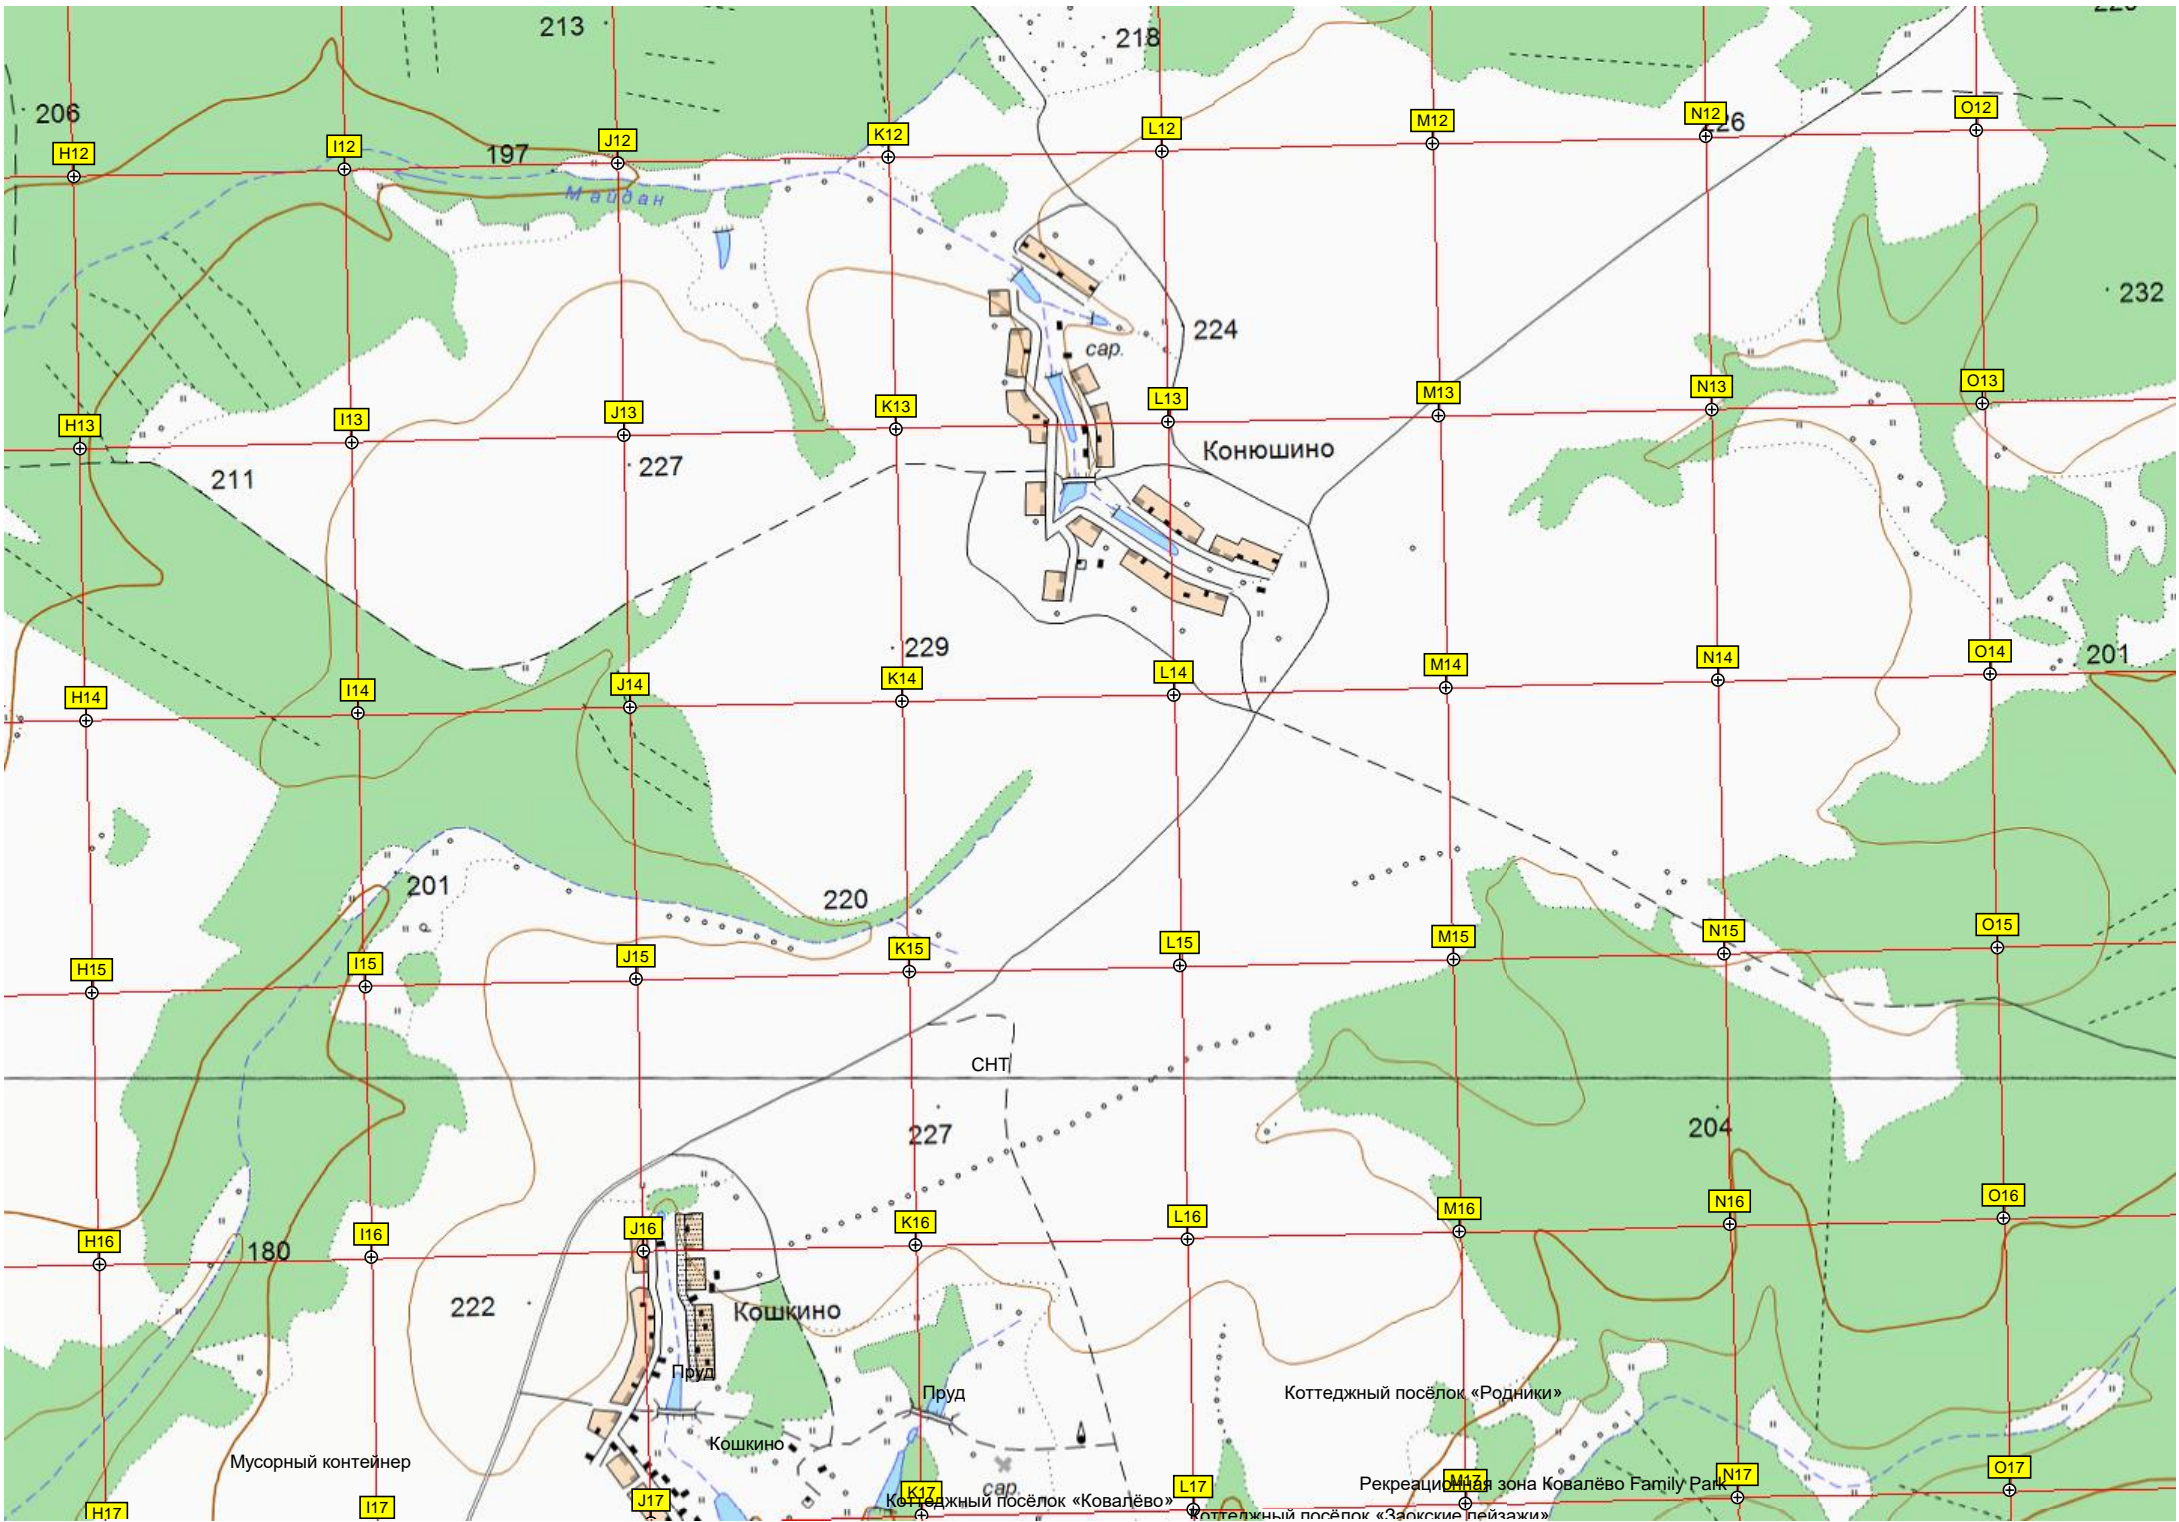 213
218
206
H12
I12
197
J12
K12
L12
M12
N12
O12
Майдан
232
224
сар.
H13
I13
J13
K13
L13
M13
N13
O13
Конюшино
211
227
229
201
H14
I14
J14
K14
L14
M14
N14
O14
201
220
H15
I15
J15
K15
L15
M15
N15
O15
СНТ
227
204
H16
180
I16
J16
K16
L16
M16
N16
O16
222
Кошкино
Пруд
Пруд
Коттеджный посёлок «Родники»
Кошкино
Мусорный контейнер
сар.
Рекреационная зона Ковалёво Family Park
H17
I17
J17
K17
L17
M17
N17
O17
Коттеджный посёлок «Ковалёво»
Коттеджный посёлок «Заокские пейзажи»